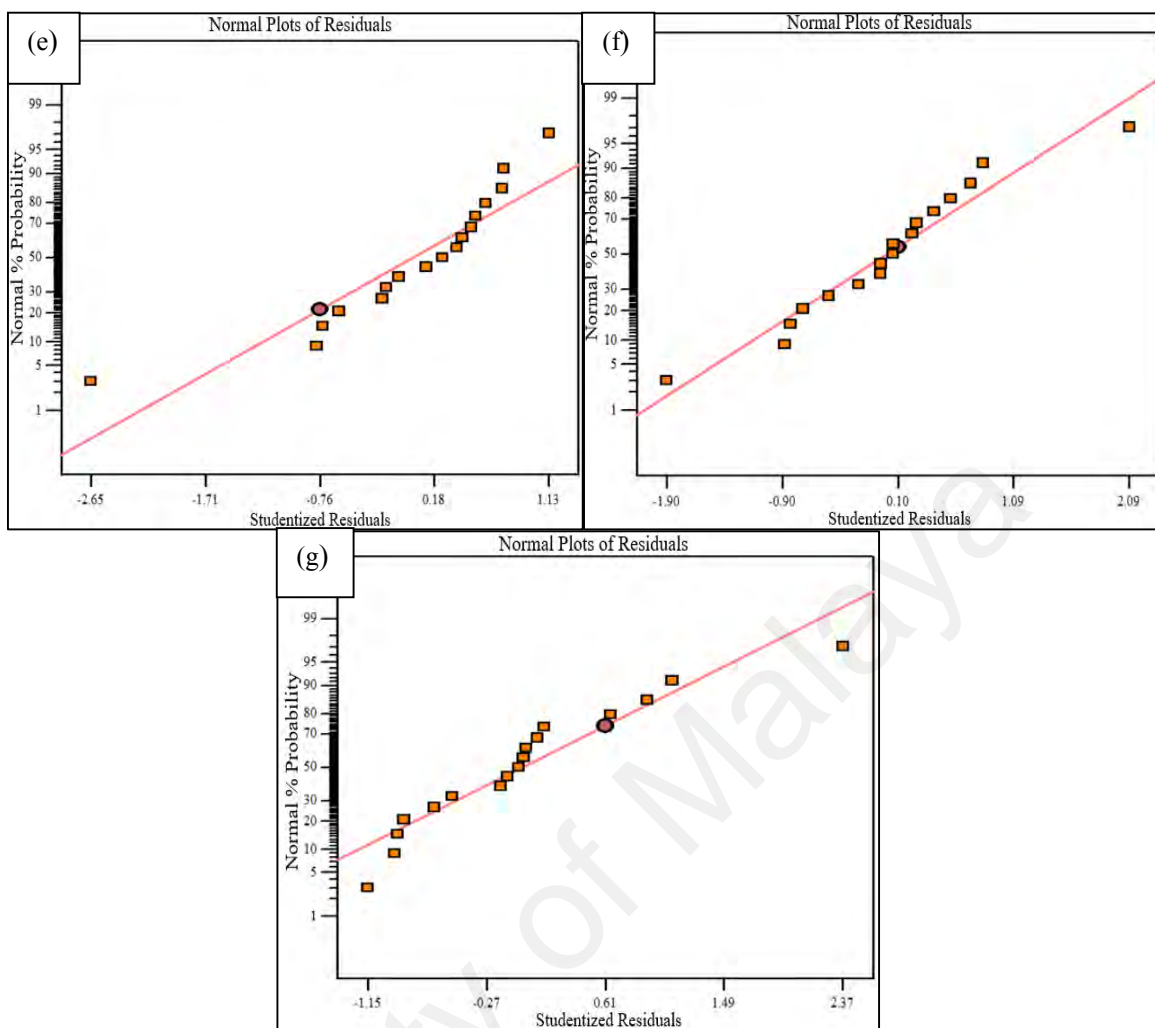 (e)
Normal Plots of Residuals
Normal % Probability
99
95
90
80
70
50
30
20
10
5
1
-2.65 -1.71 -0.76 0.18 1.13
Studentized Residuals
(f)
Normal Plots of Residuals
Normal % Probability
99
95
90
80
70
50
30
20
10
5
1
-1.90 -0.90 0.10 1.09 2.09
Studentized Residuals
(g)
Normal Plots of Residuals
Normal % Probability
99
95
90
80
70
50
30
20
10
5
1
-1.15 -0.27 0.61 1.49 2.37
Studentized Residuals
ty of Malaya